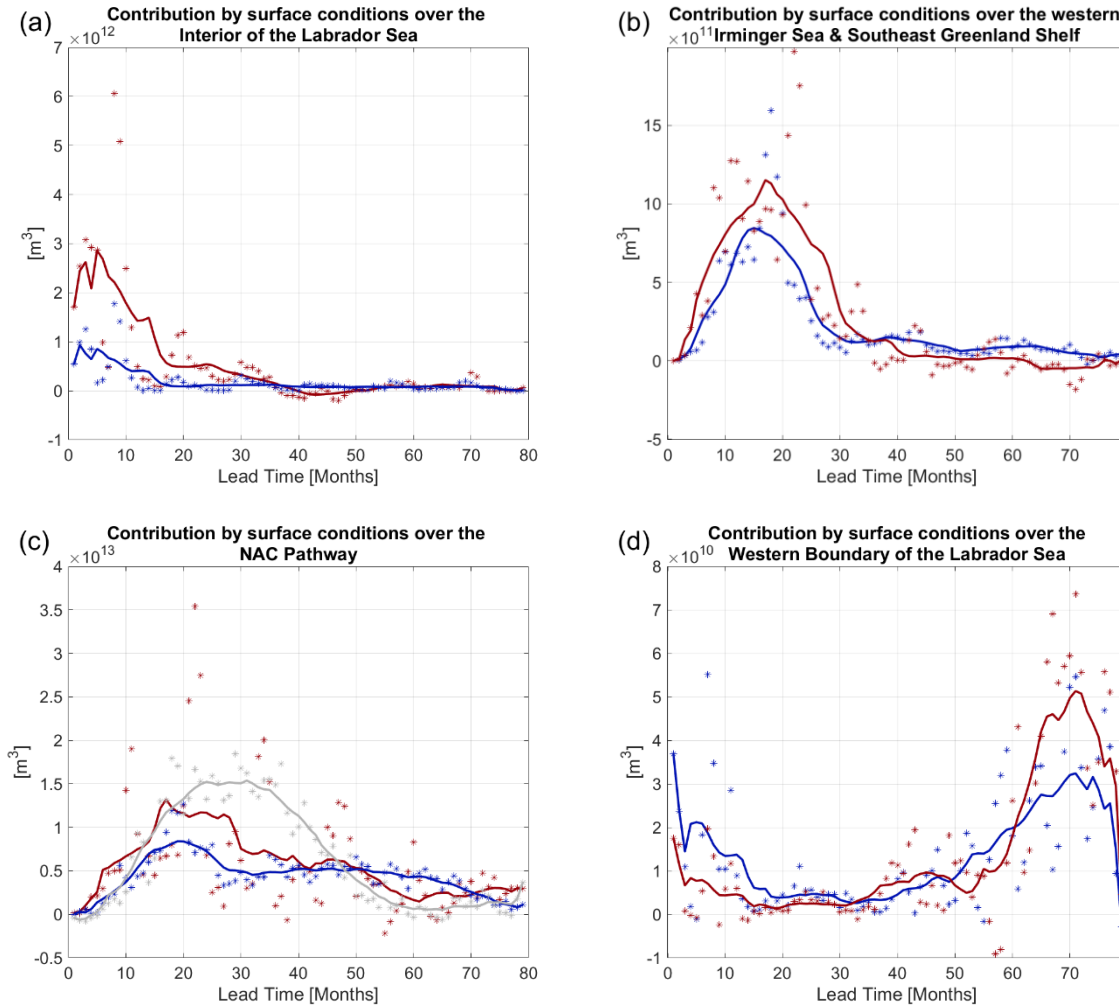 (a)
Contribution by surface conditions over the
Interior of the Labrador Sea
×10^12
7
6
5
4
3
2
1
0
-1
[m^3]
0 10 20 30 40 50 60 70 80
Lead Time [Months]
(b)
Contribution by surface conditions over the western
Irminger Sea & Southeast Greenland Shelf
×10^11
15
10
5
0
-5
[m^3]
0 10 20 30 40 50 60 70
Lead Time [Months]
(c)
Contribution by surface conditions over the
NAC Pathway
×10^13
4
3.5
3
2.5
2
1.5
1
0.5
0
-0.5
[m^3]
0 10 20 30 40 50 60 70 80
Lead Time [Months]
(d)
Contribution by surface conditions over the
Western Boundary of the Labrador Sea
×10^10
8
7
6
5
4
3
2
1
0
-1
[m^3]
0 10 20 30 40 50 60 70
Lead Time [Months]